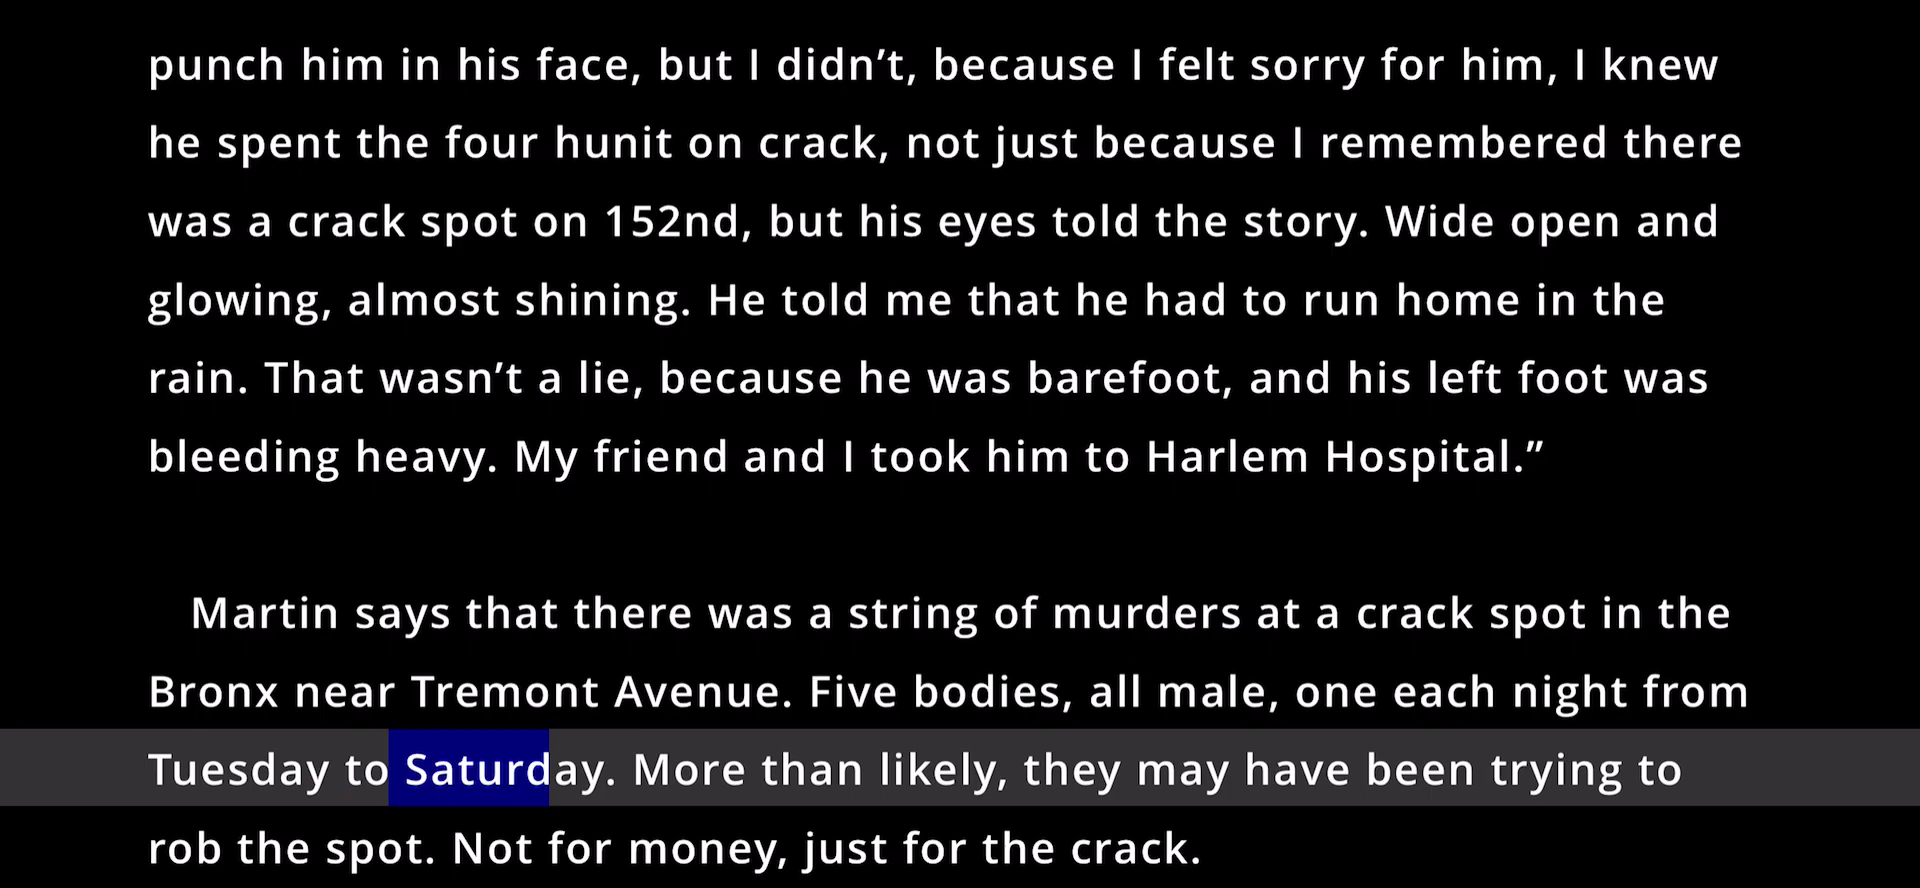 punch him in his face, but I didn’t, because I felt sorry for him, I knew
he spent the four hunit on crack, not just because I remembered there
was a crack spot on 152nd, but his eyes told the story. Wide open and
glowing, almost shining. He told me that he had to run home in the
rain. That wasn’t a lie, because he was barefoot, and his left foot was
bleeding heavy. My friend and I took him to Harlem Hospital.”
Martin says that there was a string of murders at a crack spot in the
Bronx near Tremont Avenue. Five bodies, all male, one each night from
Tuesday to Saturday. More than likely, they may have been trying to
rob the spot. Not for money, just for the crack.